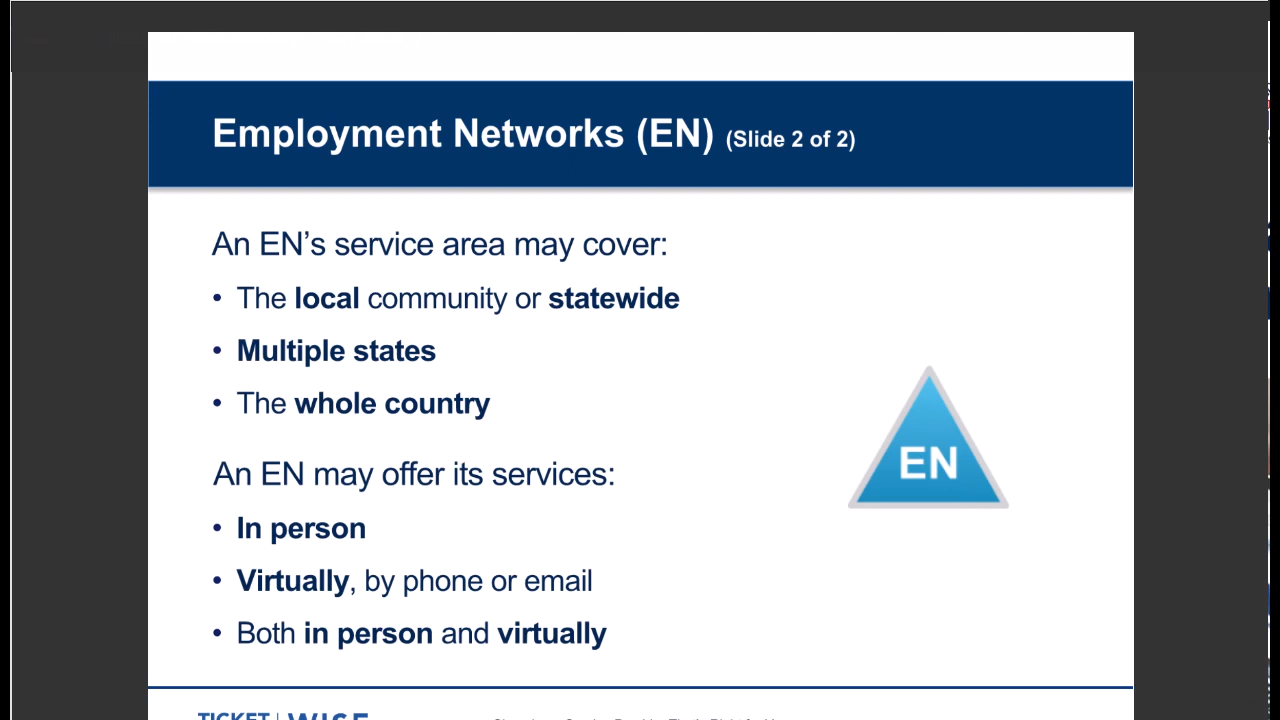 Employment Networks (EN) (Slide 2 of 2)
An EN’s service area may cover:
• The local community or statewide
• Multiple states
• The whole country
An EN may offer its services:
• In person
• Virtually, by phone or email
• Both in person and virtually
EN
TICKET | WISE